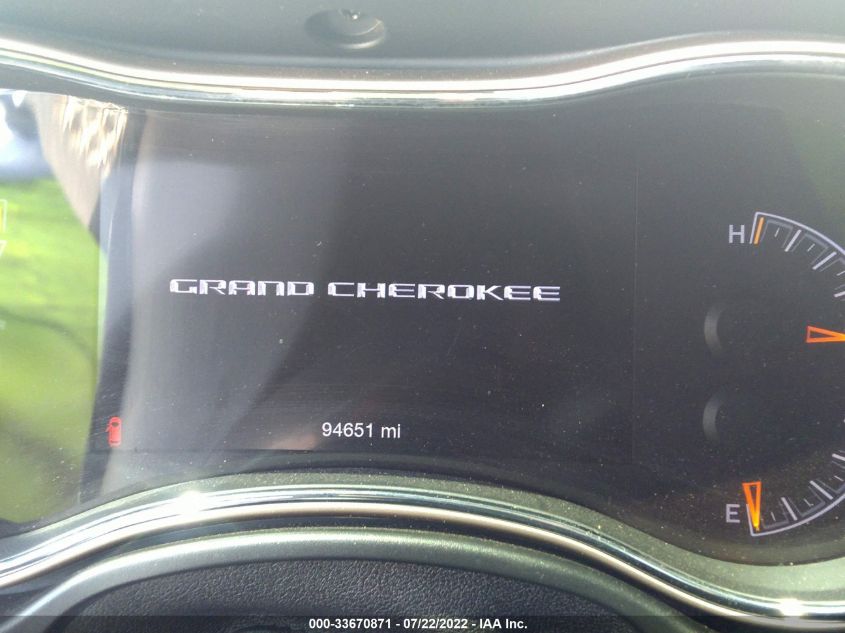 H
GRAND CHEROKEE
94651 mi
E
000-33670871 - 07/22/2022 - IAA Inc.